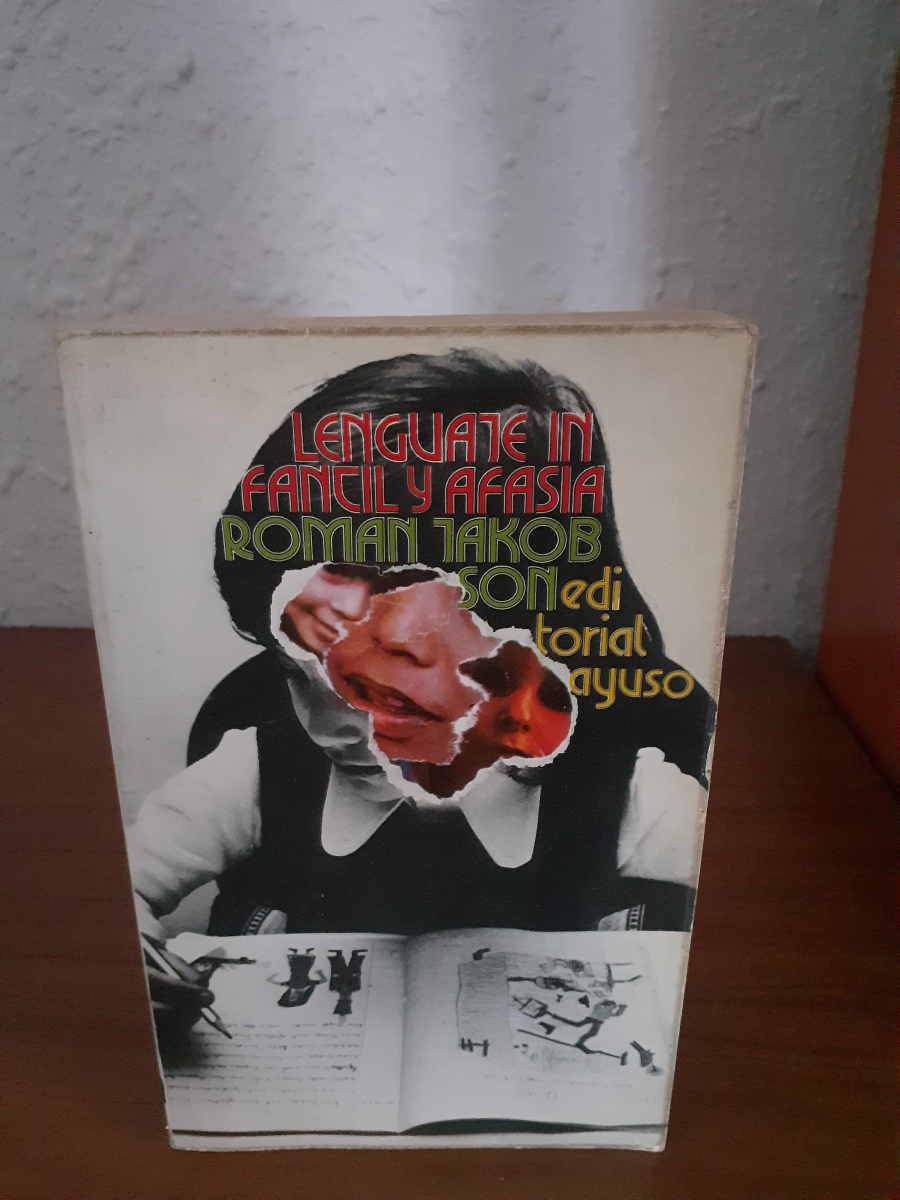 LENGUAJE IN
FANTIL Y AFASIA
ROMAN JAKOB
SON edi
torial
ayuso